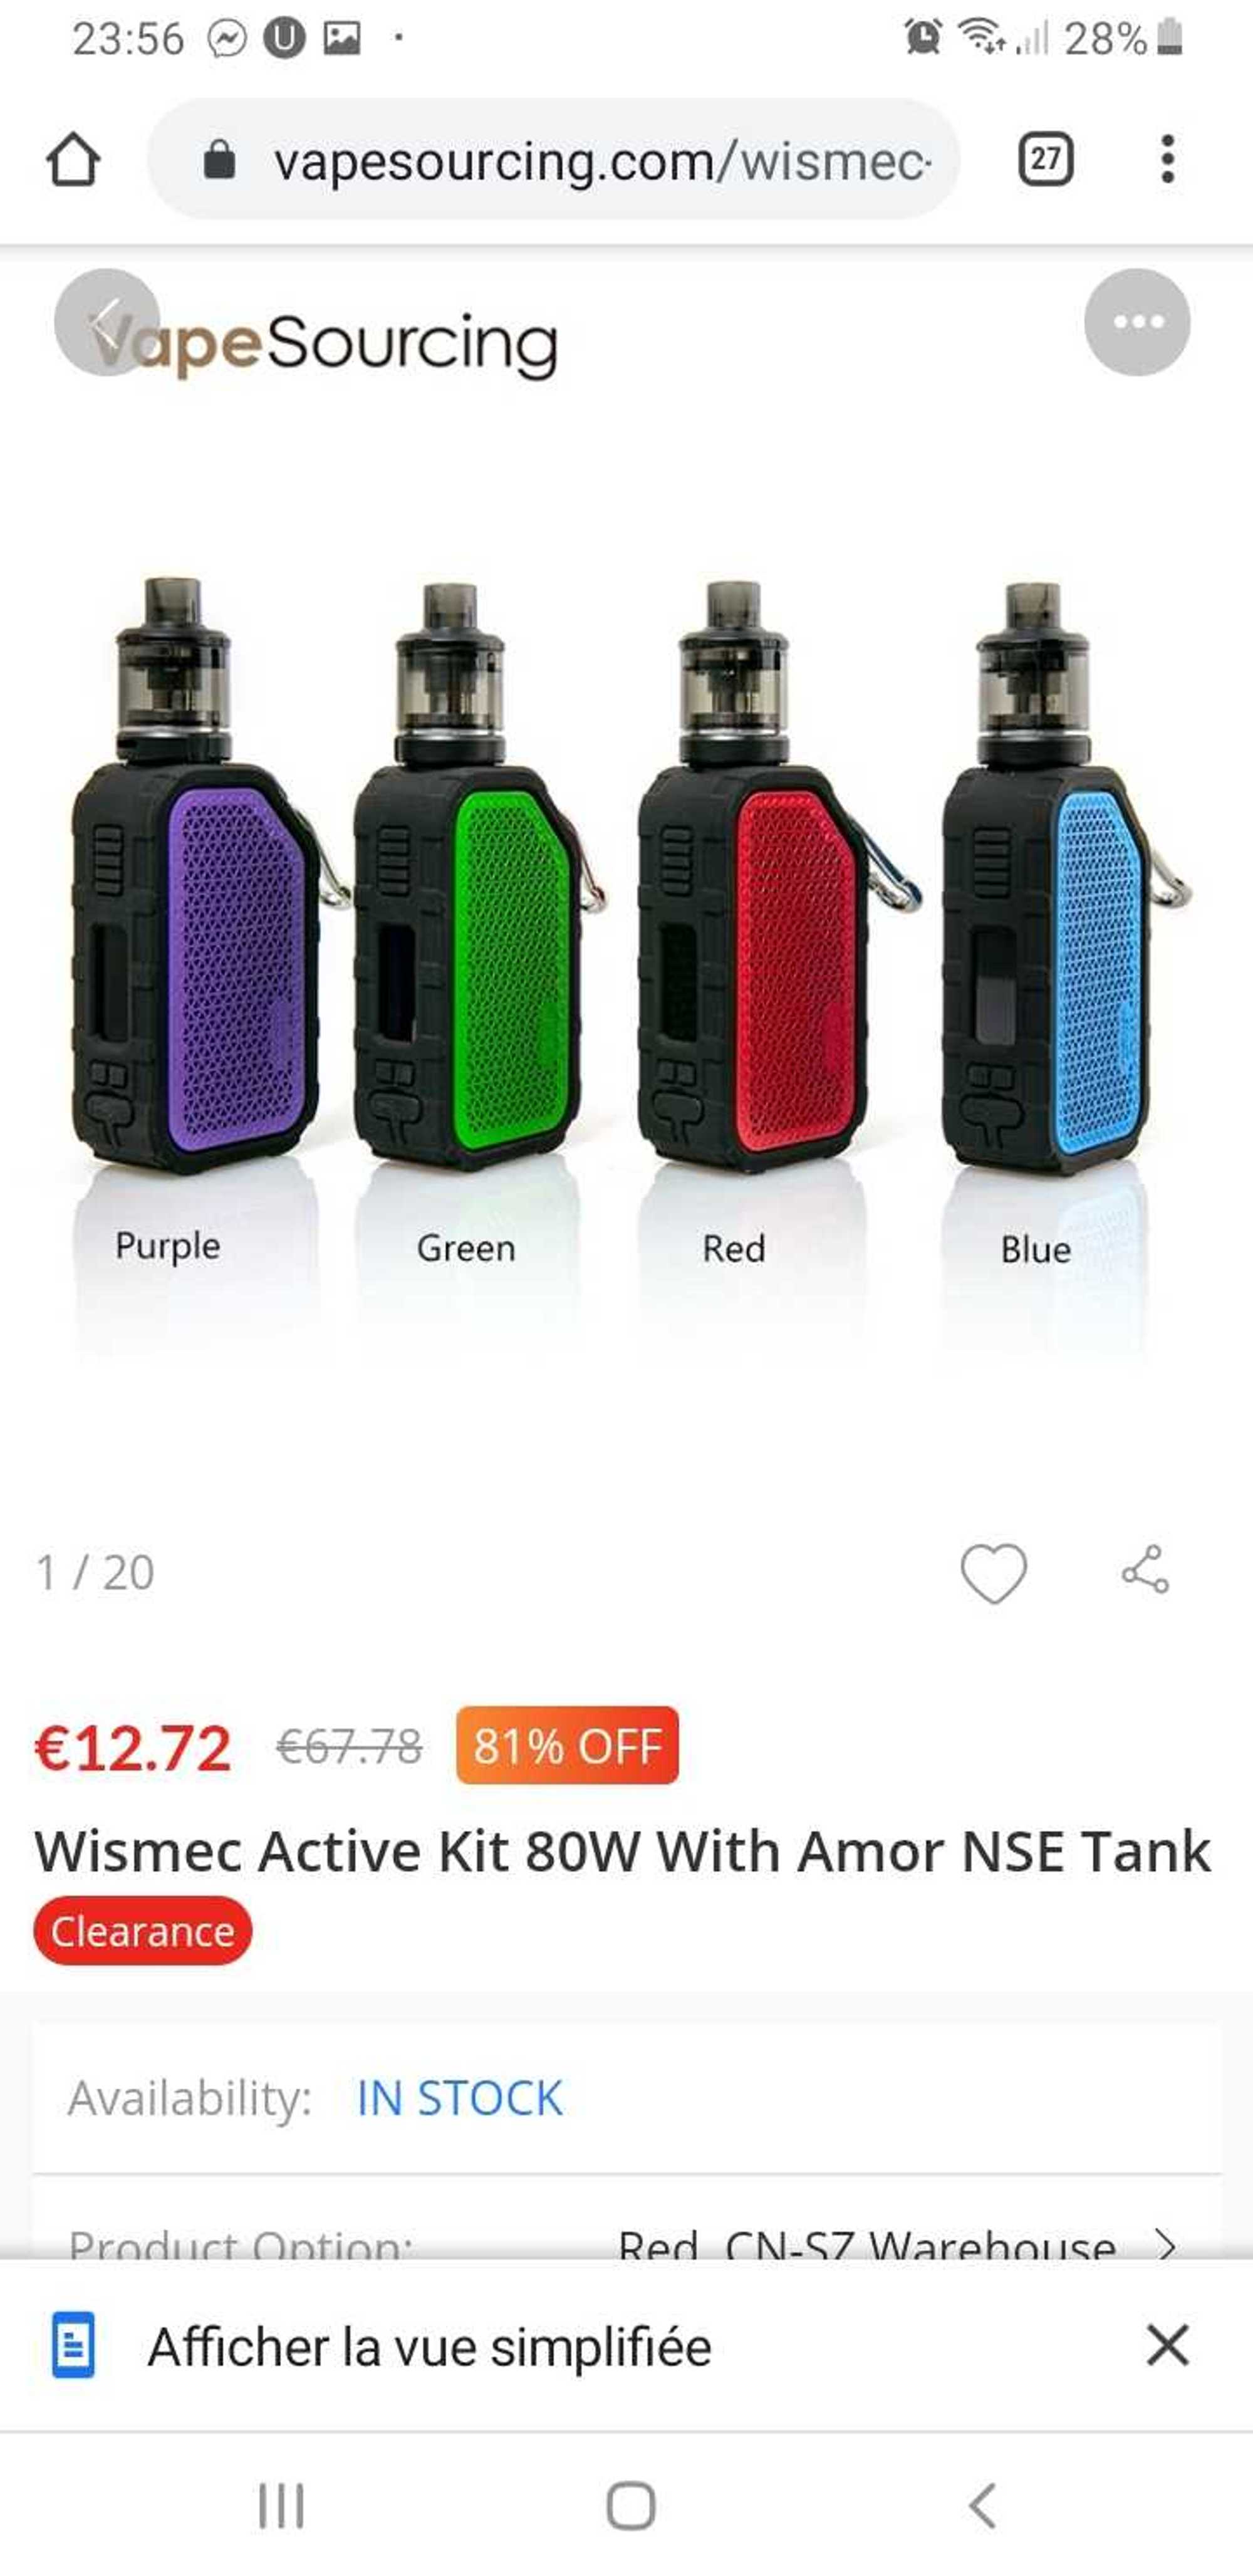 23:56 28%
vapesourcing.com/wismec-
27
VapeSourcing
Purple Green Red Blue
1 / 20
€12.72 €67.78 81% OFF
Wismec Active Kit 80W With Amor NSE Tank
Clearance
Availability: IN STOCK
Product Option: Red, CN-SZ Warehouse
Afficher la vue simplifiée